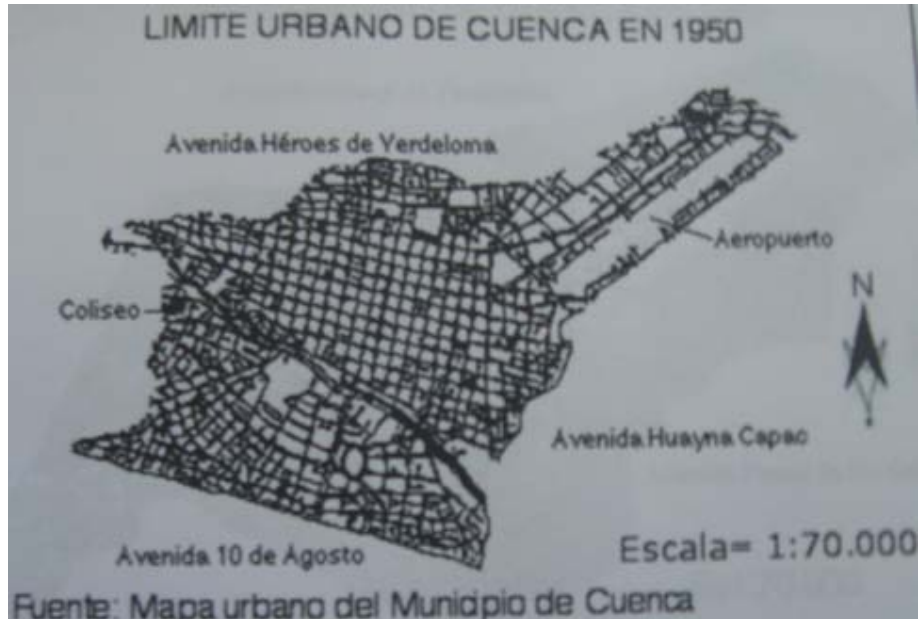 LIMITE URBANO DE CUENCA EN 1950
Avenida Héroes de Yerdeloma
Aeropuerto
Coliseo
N
Avenida Huayna Capac
Avenida 10 de Agosto
Escala= 1:70.000
Fuente: Mapa urbano del Municipio de Cuenca